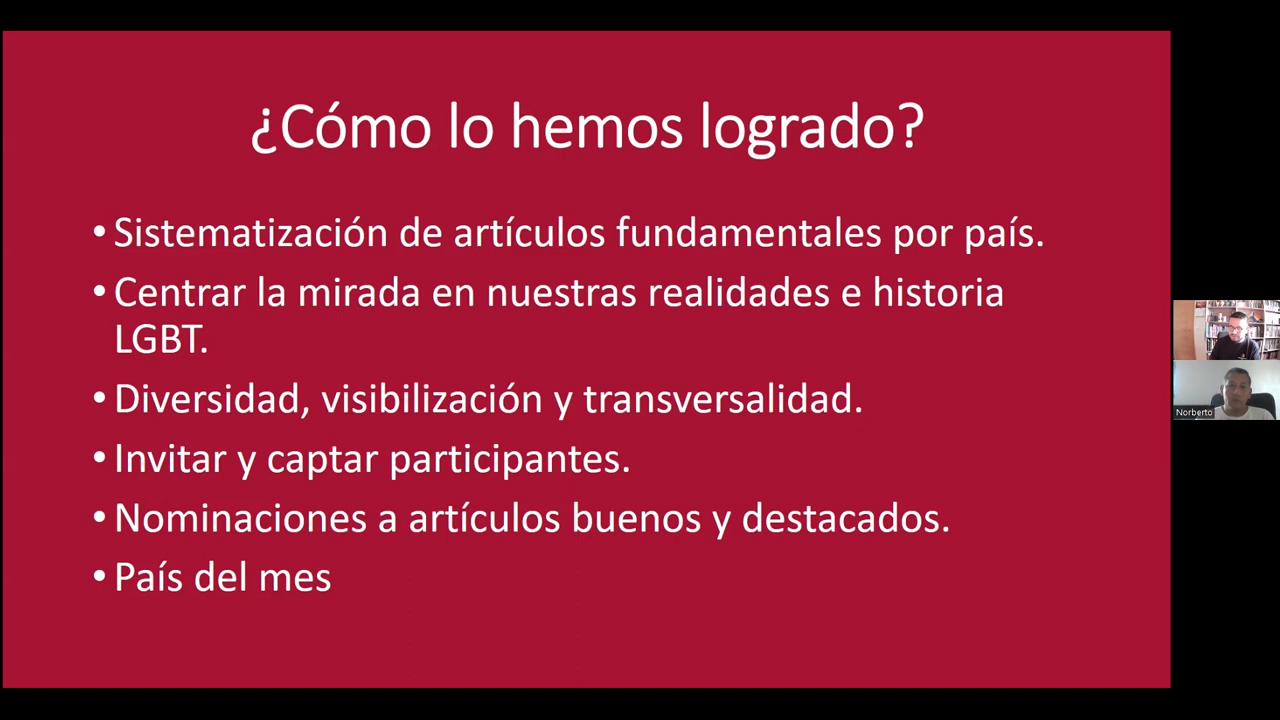 ¿Cómo lo hemos logrado?
• Sistematización de artículos fundamentales por país.
• Centrar la mirada en nuestras realidades e historia
LGBT.
• Diversidad, visibilización y transversalidad.
• Invitar y captar participantes.
• Nominaciones a artículos buenos y destacados.
• País del mes
Norberto